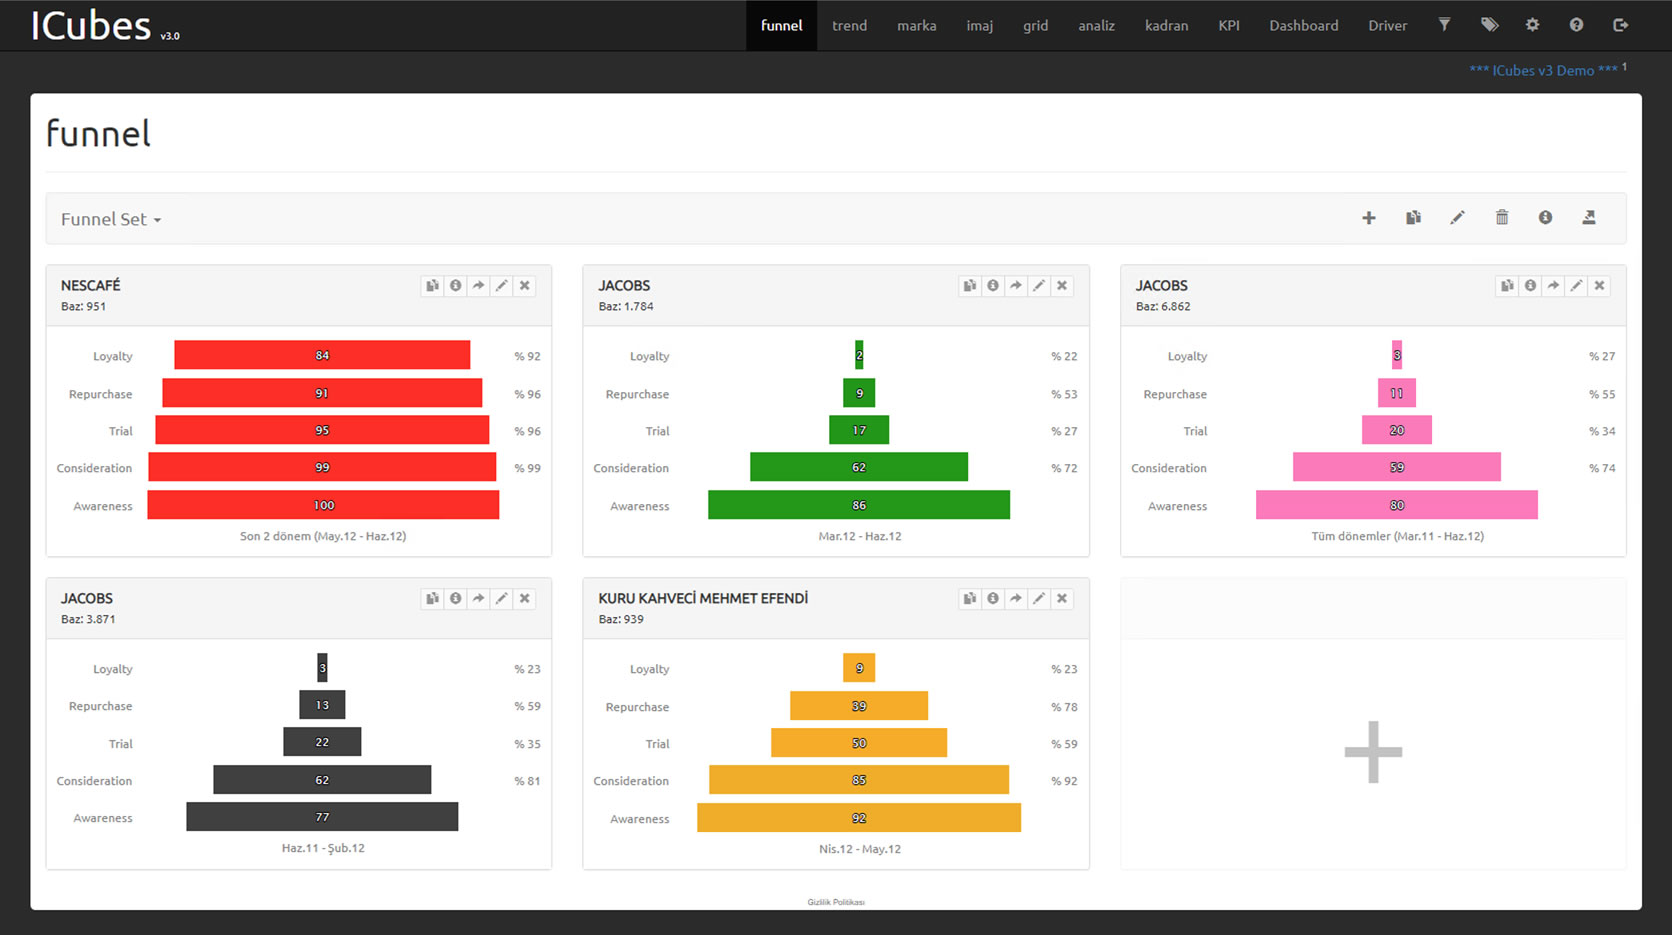 ICubes v3.0
funnel trend marka imaj grid analiz kadran KPI Dashboard Driver
*** ICubes v3 Demo *** 1
funnel
Funnel Set
NESCAFÉ
Baz: 951
Loyalty 84 % 92
Repurchase 91 % 96
Trial 95 % 96
Consideration 99 % 99
Awareness 100
Son 2 dönem (May.12 - Haz.12)
JACOBS
Baz: 1.784
Loyalty 2 % 22
Repurchase 9 % 53
Trial 17 % 27
Consideration 62 % 72
Awareness 86
Mar.12 - Haz.12
JACOBS
Baz: 6.862
Loyalty 3 % 27
Repurchase 11 % 55
Trial 20 % 34
Consideration 59 % 74
Awareness 80
Tüm dönemler (Mar.11 - Haz.12)
JACOBS
Baz: 3.871
Loyalty 3 % 23
Repurchase 13 % 59
Trial 22 % 35
Consideration 62 % 81
Awareness 77
Haz.11 - Şub.12
KURU KAHVECİ MEHMET EFENDİ
Baz: 939
Loyalty 9 % 23
Repurchase 39 % 78
Trial 50 % 59
Consideration 85 % 92
Awareness 92
Nis.12 - May.12
Gizlilik Politikası